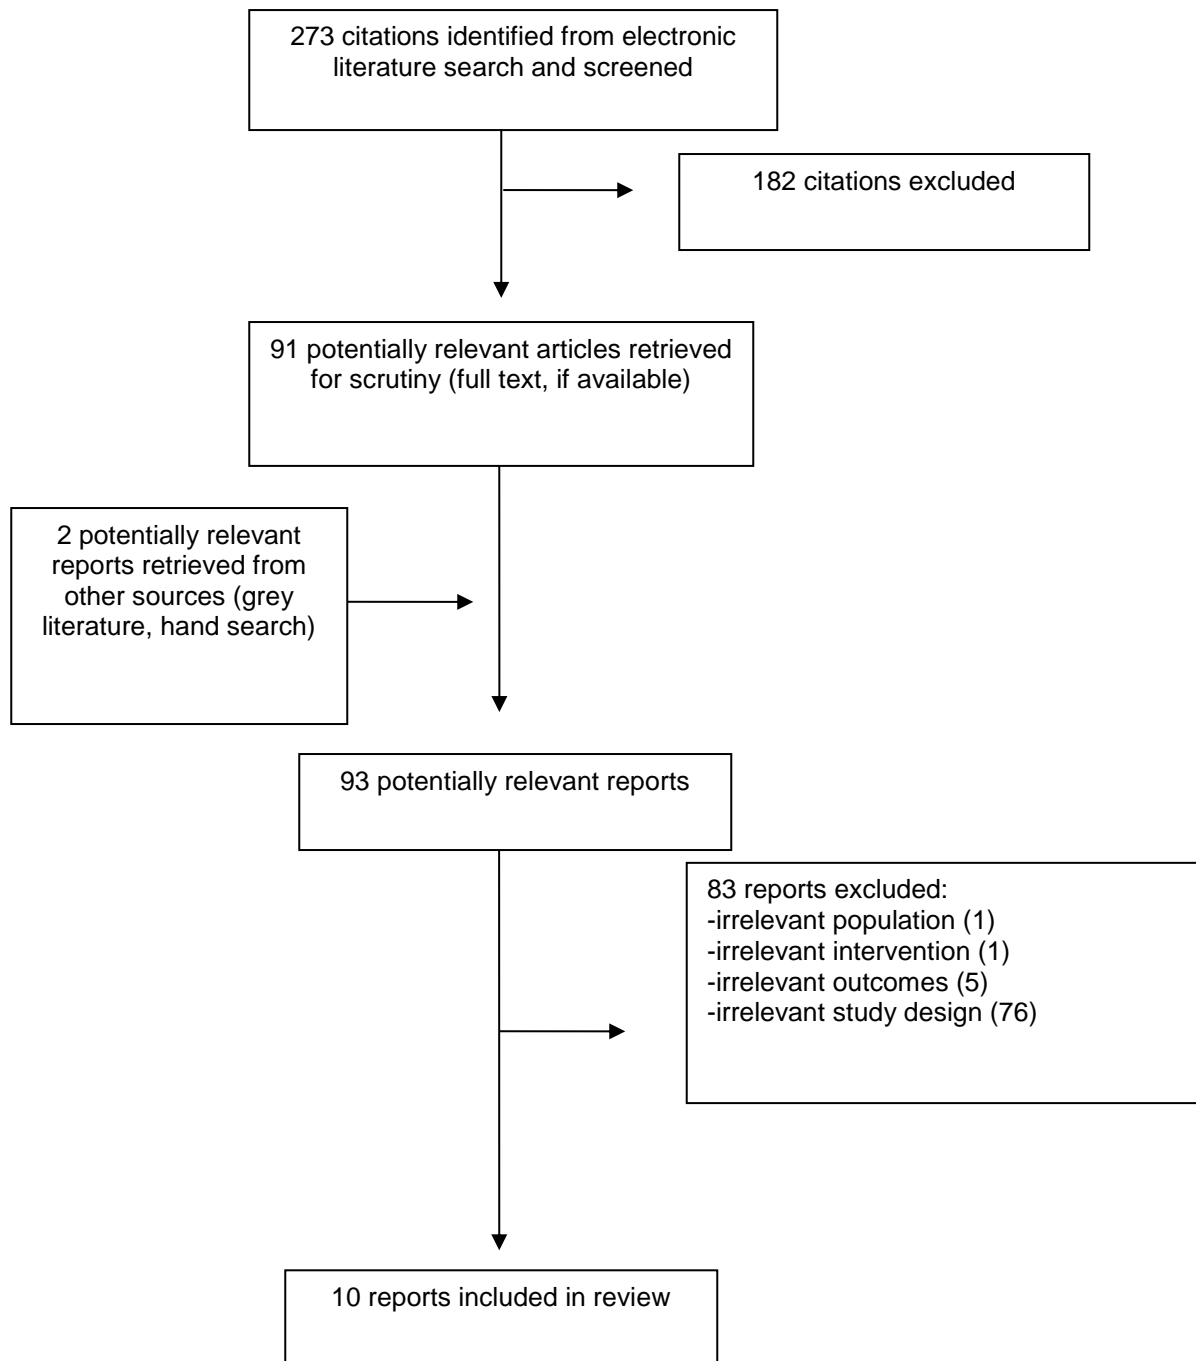 273 citations identified from electronic
literature search and screened
182 citations excluded
91 potentially relevant articles retrieved
for scrutiny (full text, if available)
2 potentially relevant
reports retrieved from
other sources (grey
literature, hand search)
93 potentially relevant reports
83 reports excluded:
-irrelevant population (1)
-irrelevant intervention (1)
-irrelevant outcomes (5)
-irrelevant study design (76)
10 reports included in review